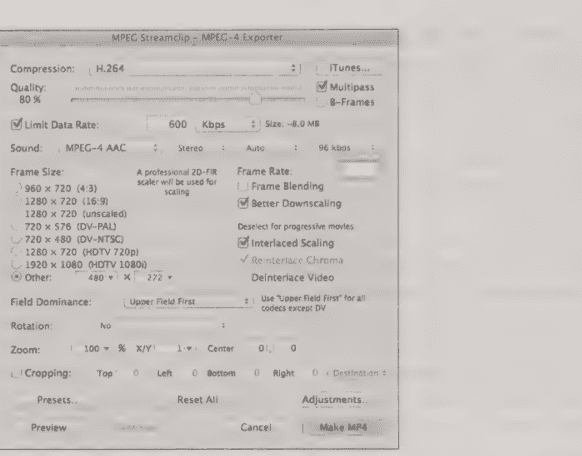 MPEG Streamclip - MPEG-4 Exporter
Compression: H.264 iTunes...
Quality: Multipass
80 % B-Frames
Limit Data Rate: 600 Kbps Size: ~8.0 MB
Sound: MPEG-4 AAC Stereo Auto 96 kbps
Frame Size: A professional 2D-FIR scaler will be used for scaling Frame Rate:
960 x 720 (4:3) Frame Blending
1280 x 720 (16:9) Better Downscaling
1280 x 720 (unscaled)
720 x 576 (DV-PAL) Deselect for progressive movies
720 x 480 (DV-NTSC) Interlaced Scaling
1280 x 720 (HDTV 720p) Reinterlace Chroma
1920 x 1080 (HDTV 1080i)
Other: 480 x 272 Deinterlace Video
Field Dominance: Upper Field First Use "Upper Field First" for all codecs except DV
Rotation: No
Zoom: 100 % X/Y 1 Center 0 , 0
Cropping: Top 0 Left 0 Bottom 0 Right 0 Destination
Presets.. Reset All Adjustments..
Preview Cancel Make MP4